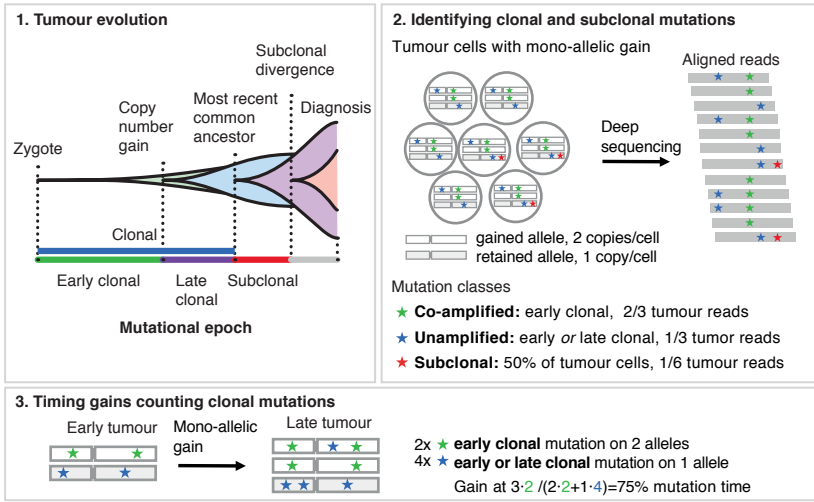 1. Tumour evolution
Subclonal
divergence
Copy
number
gain
Most recent
common
ancestor
Diagnosis
Zygote
Clonal
Early clonal
Late
clonal
Subclonal
Mutational epoch
2. Identifying clonal and subclonal mutations
Tumour cells with mono-allelic gain
Aligned reads
Deep
sequencing
gained allele, 2 copies/cell
retained allele, 1 copy/cell
Mutation classes
★ Co-amplified: early clonal, 2/3 tumour reads
★ Unamplified: early or late clonal, 1/3 tumor reads
★ Subclonal: 50% of tumour cells, 1/6 tumour reads
3. Timing gains counting clonal mutations
Early tumour
Mono-allelic
gain
Late tumour
2x ★ early clonal mutation on 2 alleles
4x ★ early or late clonal mutation on 1 allele
Gain at 3·2 /(2·2+1·4)=75% mutation time